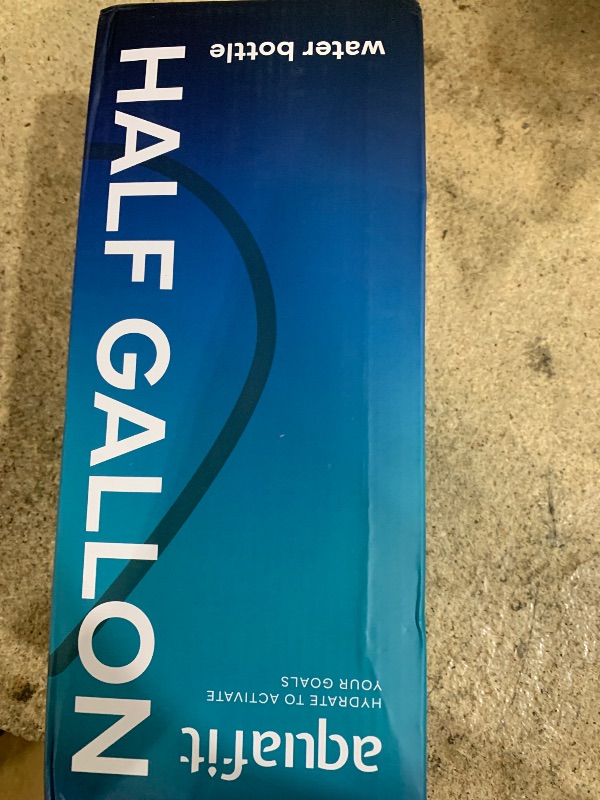 aquafit
HYDRATE TO ACTIVATE
YOUR GOALS
HALF GALLON
water bottle